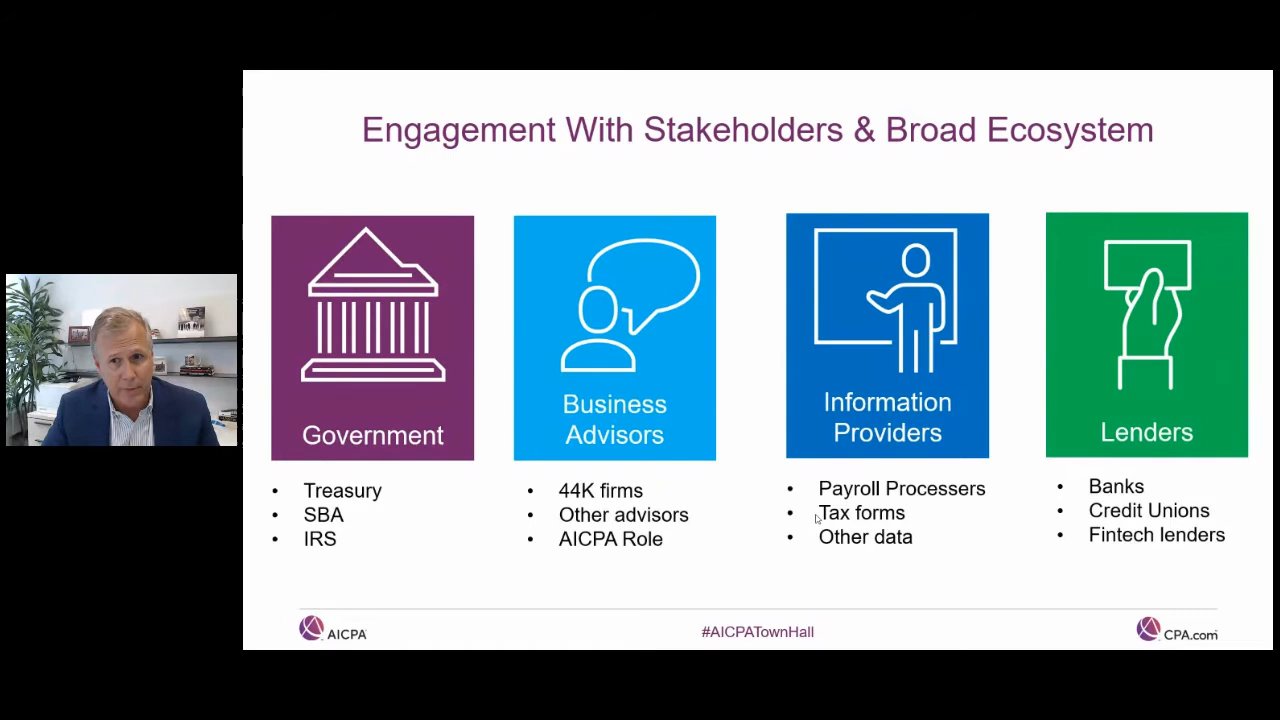 Engagement With Stakeholders & Broad Ecosystem
Government
• Treasury
• SBA
• IRS
Business
Advisors
• 44K firms
• Other advisors
• AICPA Role
Information
Providers
• Payroll Processers
• Tax forms
• Other data
Lenders
• Banks
• Credit Unions
• Fintech lenders
AICPA
#AICPATownHall
CPA.com